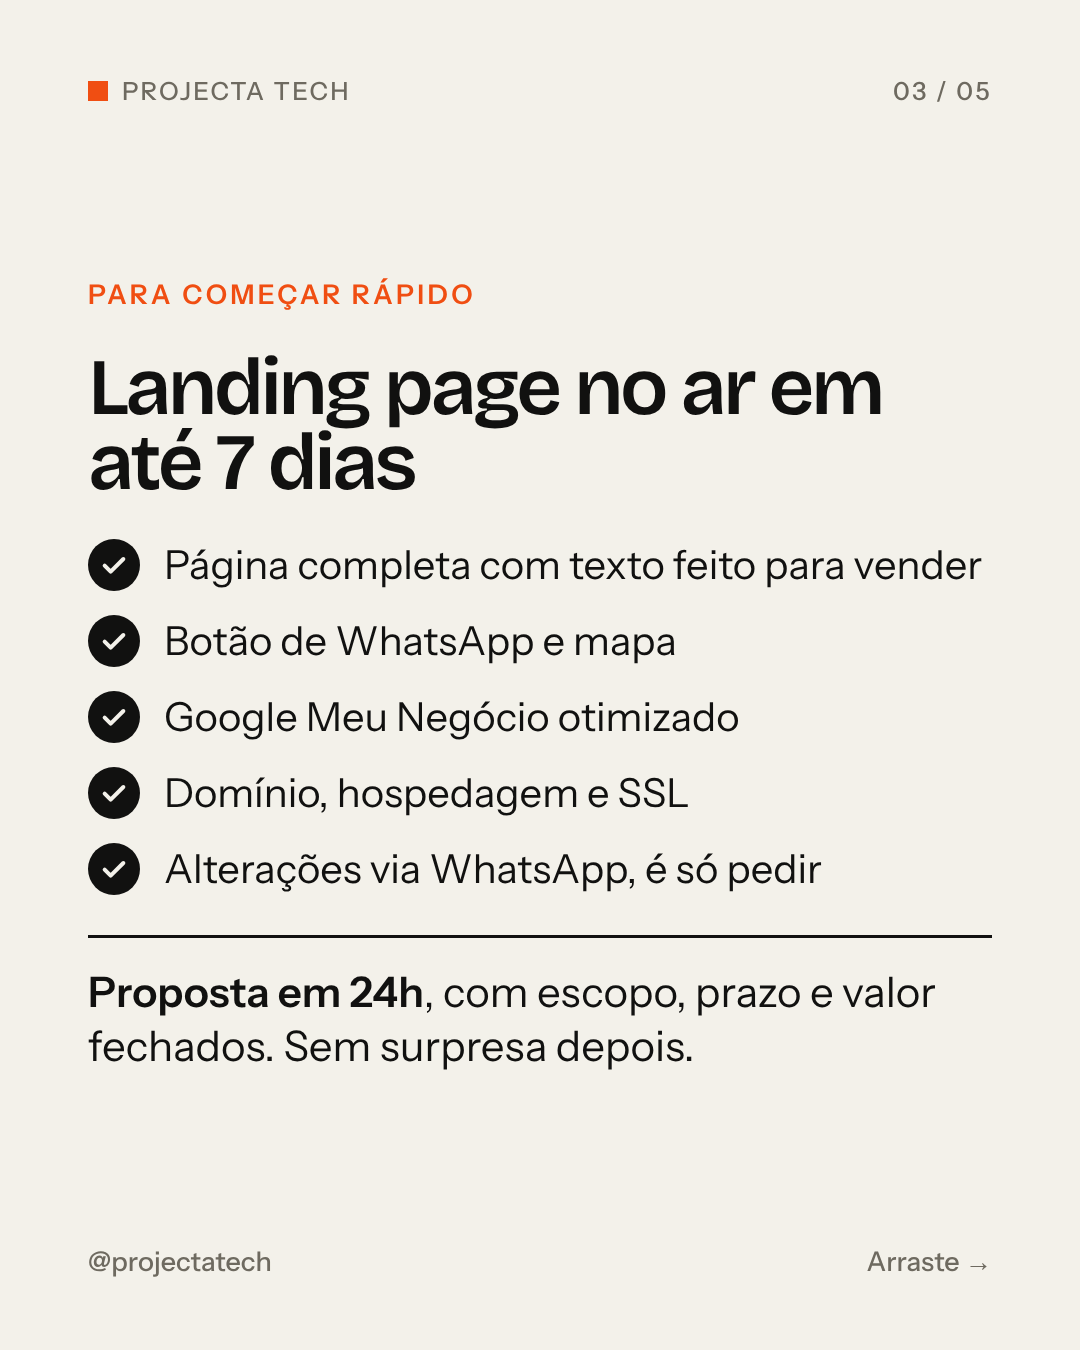 PROJECTA TECH
03 / 05
PARA COMEÇAR RÁPIDO
Landing page no ar em
até 7 dias
Página completa com texto feito para vender
Botão de WhatsApp e mapa
Google Meu Negócio otimizado
Domínio, hospedagem e SSL
Alterações via WhatsApp, é só pedir
Proposta em 24h, com escopo, prazo e valor
fechados. Sem surpresa depois.
@projectatech
Arraste →